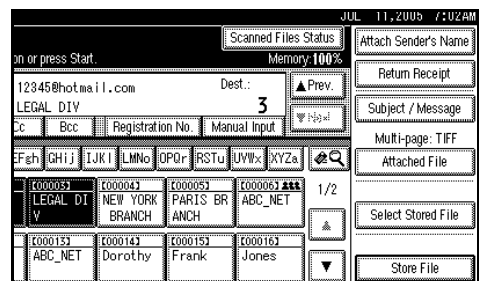 JUL 11,2005 7:02AM
Scanned Files Status
Attach Sender's Name
on or press Start.
Memory:100%
Return Receipt
12345@hotmail.com
Dest.:
▲Prev.
LEGAL DIV
3
Subject / Message
Cc
Bcc
Registration No.
Manual Input
Multi-page: TIFF
EFgh
GHij
IJKl
LMNo
OPQr
RSTu
UVWx
XYZa
Attached File
[00003]
[00004]
[00005]
[00006]
1/2
LEGAL DI
NEW YORK
PARIS BR
ABC_NET
V
BRANCH
ANCH
Select Stored File
[00013]
[00014]
[00015]
[00016]
ABC_NET
Dorothy
Frank
Jones
▼
Store File